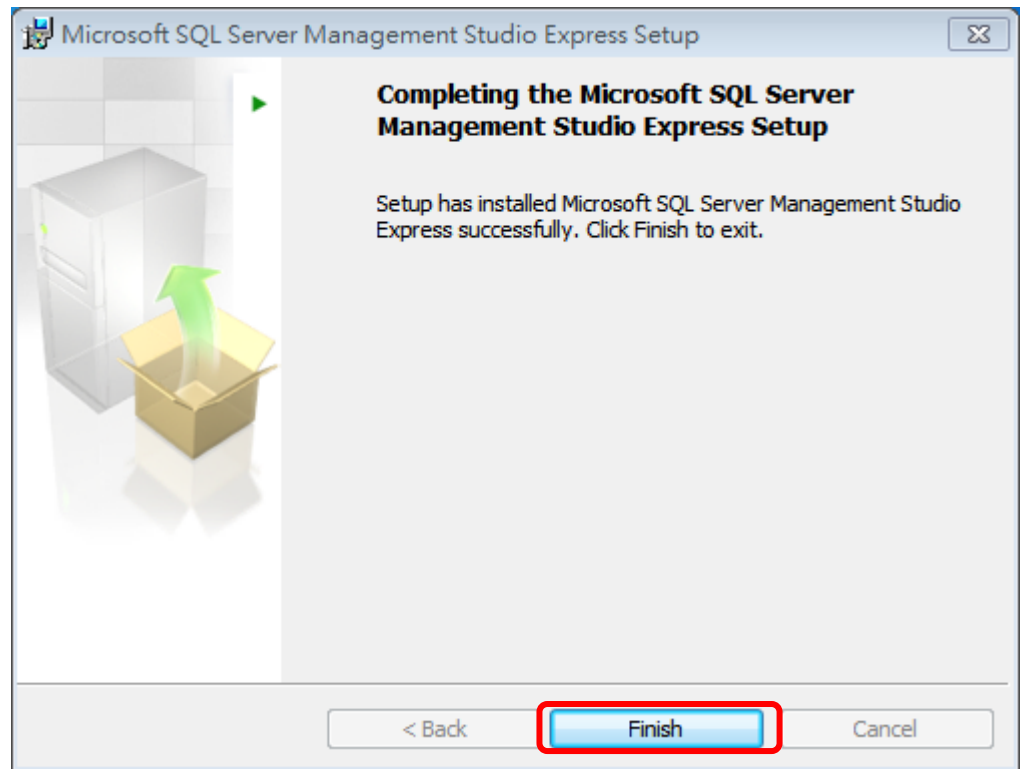 Microsoft SQL Server Management Studio Express Setup
Completing the Microsoft SQL Server
Management Studio Express Setup
Setup has installed Microsoft SQL Server Management Studio
Express successfully. Click Finish to exit.
< Back
Finish
Cancel